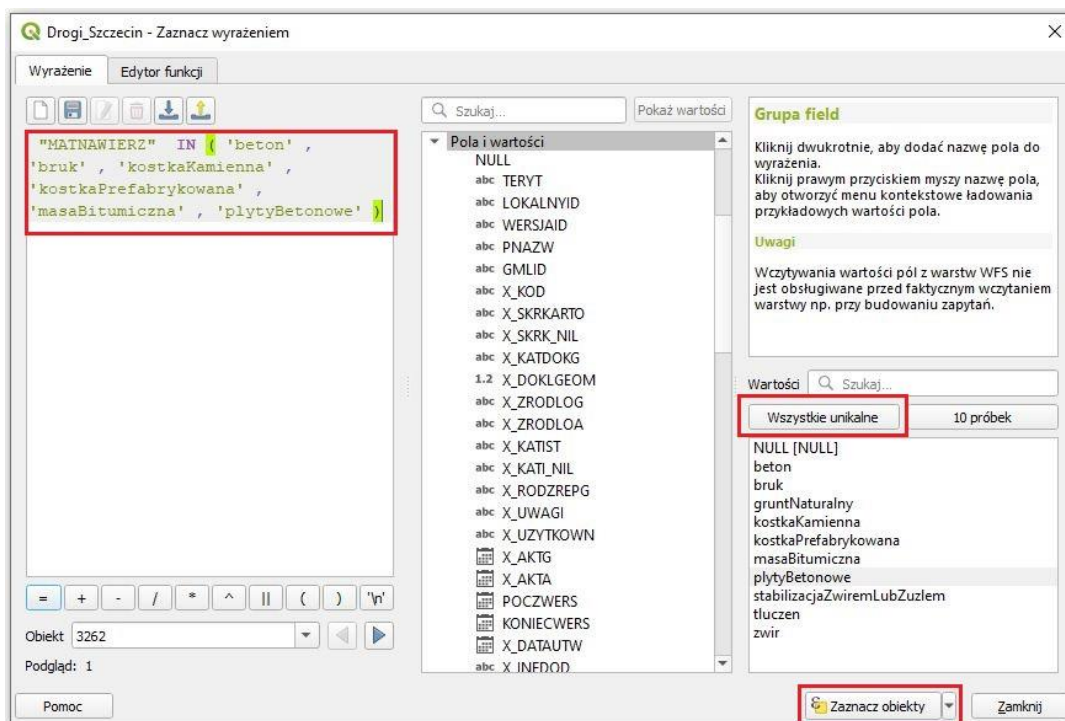 Drogi_Szczecin - Zaznacz wyrażeniem
Wyrażenie
Edytor funkcji
"MATNAWIERZ" IN ( 'beton' ,
'bruk' , 'kostkaKamienna' ,
'kostkaPrefabrykowana' ,
'masaBitumiczna' , 'plytyBetonowe' )
= + - / * ^ || ( ) '\n'
Obiekt 3262
Podgląd: 1
Pomoc
Szukaj...
Pokaż wartości
Pola i wartości
NULL
abc TERYT
abc LOKALNYID
abc WERSJAID
abc PNAZW
abc GMLID
abc X_KOD
abc X_SKRKARTO
abc X_SKRK_NIL
abc X_KATDOKG
1.2 X_DOKLGEOM
abc X_ZRODLOG
abc X_ZRODLOA
abc X_KATIST
abc X_KATI_NIL
abc X_RODZREPG
abc X_UWAGI
abc X_UZYTKOWN
X_AKTG
X_AKTA
POCZWERS
KONIECWERS
X_DATAUTW
abc X_INFDOD
Grupa field
Kliknij dwukrotnie, aby dodać nazwę pola do
wyrażenia.
Kliknij prawym przyciskiem myszy nazwę pola,
aby otworzyć menu kontekstowe ładowania
przykładowych wartości pola.
Uwagi
Wczytywania wartości pól z warstw WFS nie
jest obsługiwane przed faktycznym wczytaniem
warstwy np. przy budowaniu zapytań.
Wartości Szukaj...
Wszystkie unikalne
10 próbek
NULL [NULL]
beton
bruk
gruntNaturalny
kostkaKamienna
kostkaPrefabrykowana
masaBitumiczna
plytyBetonowe
stabilizacjaZwiremLubZuzlem
tluczen
zwir
Zaznacz obiekty
Zamknij